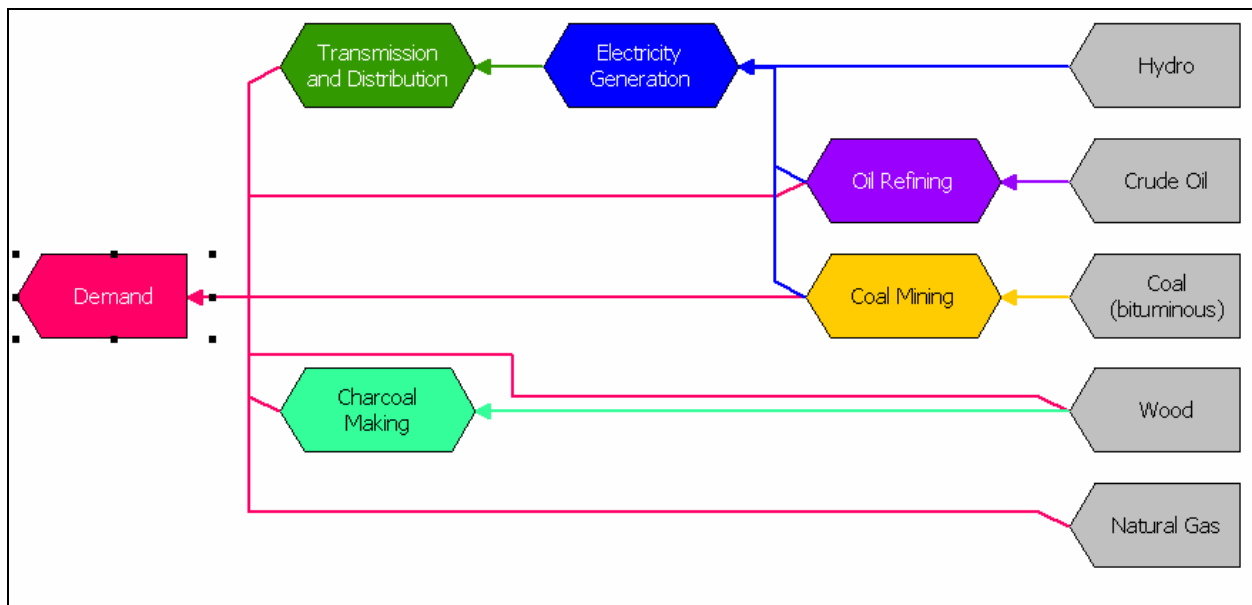 Transmission
and Distribution
Electricity
Generation
Hydro
Oil Refining
Crude Oil
Demand
Coal Mining
Coal
(bituminous)
Charcoal
Making
Wood
Natural Gas